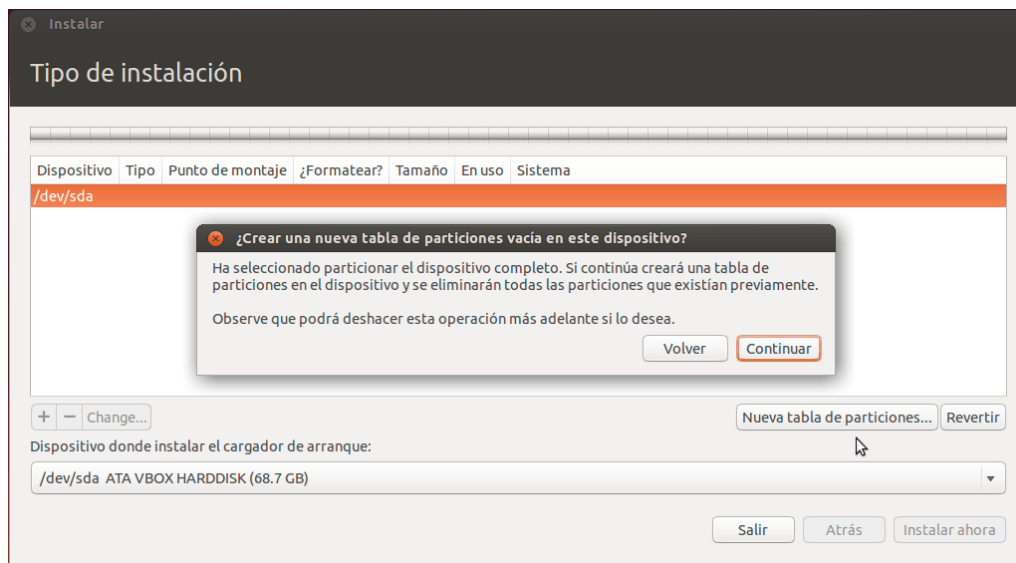 Instalar
Tipo de instalación
Dispositivo Tipo Punto de montaje ¿Formatear? Tamaño En uso Sistema
/dev/sda
¿Crear una nueva tabla de particiones vacía en este dispositivo?
Ha seleccionado particionar el dispositivo completo. Si continúa creará una tabla de
particiones en el dispositivo y se eliminarán todas las particiones que existían previamente.
Observe que podrá deshacer esta operación más adelante si lo desea.
Volver Continuar
+ − Change... Nueva tabla de particiones... Revertir
Dispositivo donde instalar el cargador de arranque:
/dev/sda ATA VBOX HARDDISK (68.7 GB)
Salir Atrás Instalar ahora